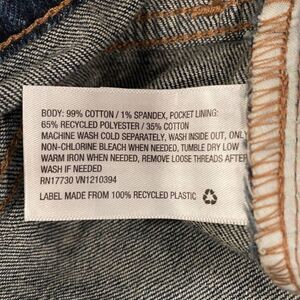 BODY: 99% COTTON / 1% SPANDEX, POCKET LINING:
65% RECYCLED POLYESTER / 35% COTTON
MACHINE WASH COLD SEPARATELY, WASH INSIDE OUT, ONLY
NON-CHLORINE BLEACH WHEN NEEDED, TUMBLE DRY LOW
WARM IRON WHEN NEEDED, REMOVE LOOSE THREADS AFTER
WASH IF NEEDED
RN17730 VN1210394
LABEL MADE FROM 100% RECYCLED PLASTIC